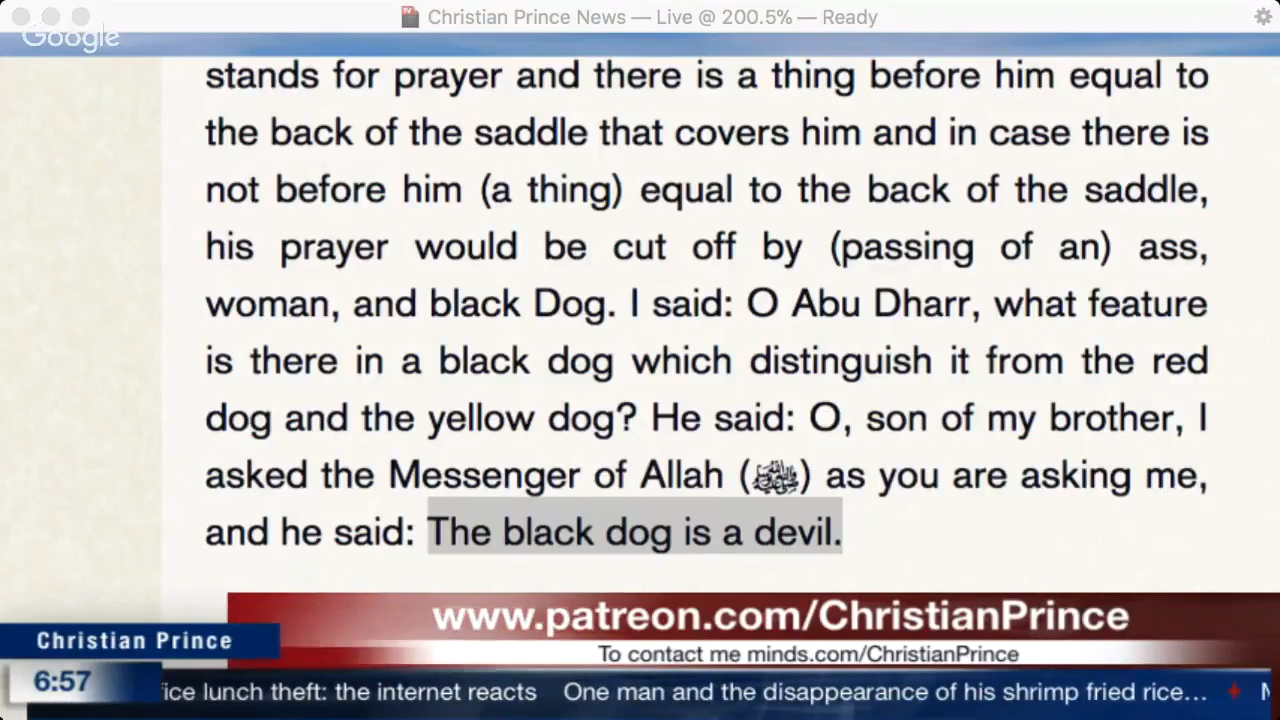 Christian Prince News — Live @ 200.5% — Ready
Google
stands for prayer and there is a thing before him equal to
the back of the saddle that covers him and in case there is
not before him (a thing) equal to the back of the saddle,
his prayer would be cut off by (passing of an) ass,
woman, and black Dog. I said: O Abu Dharr, what feature
is there in a black dog which distinguish it from the red
dog and the yellow dog? He said: O, son of my brother, I
asked the Messenger of Allah (ﷺ) as you are asking me,
and he said: The black dog is a devil.
www.patreon.com/ChristianPrince
Christian Prince
To contact me minds.com/ChristianPrince
6:57
ice lunch theft: the internet reacts One man and the disappearance of his shrimp fried rice...